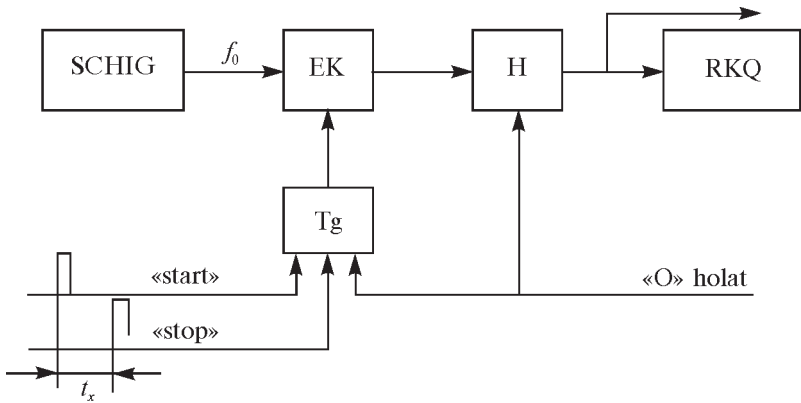 SCHIG
f₀
EK
H
RKQ
Tg
«start»
«O» holat
«stop»
tₓ